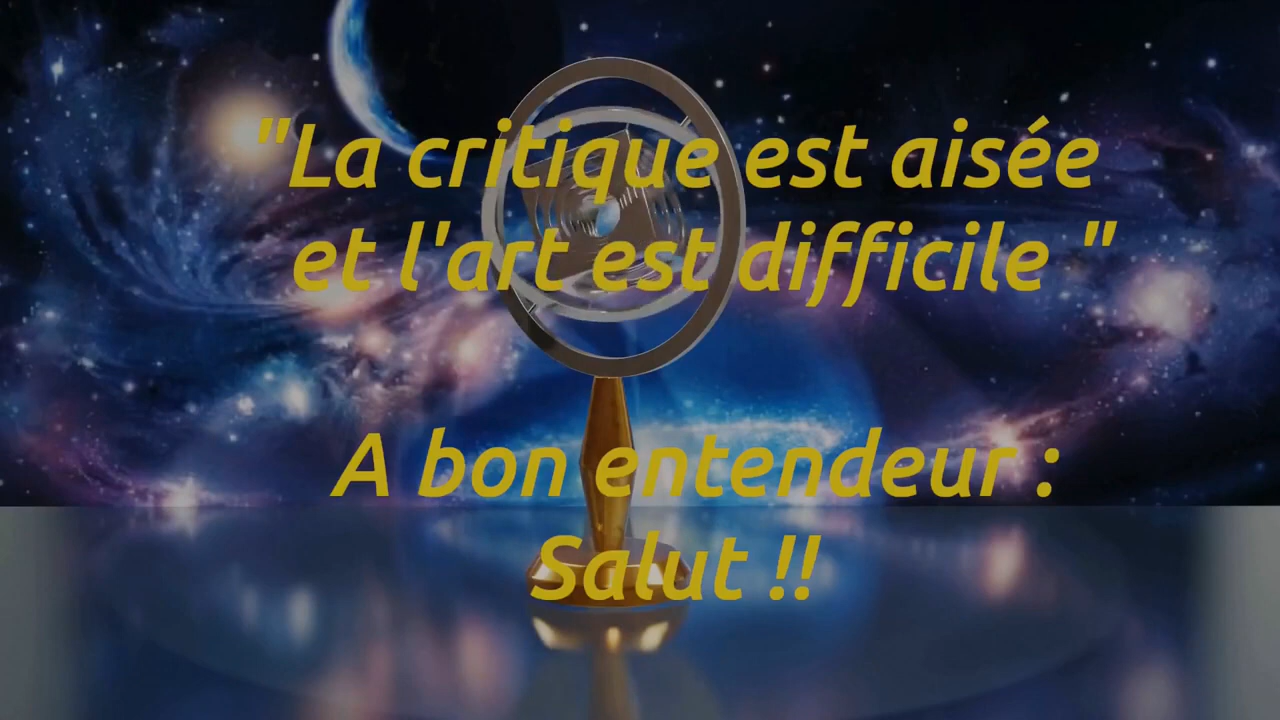 "La critique est aisée
et l'art est difficile "
A bon entendeur :
Salut !!